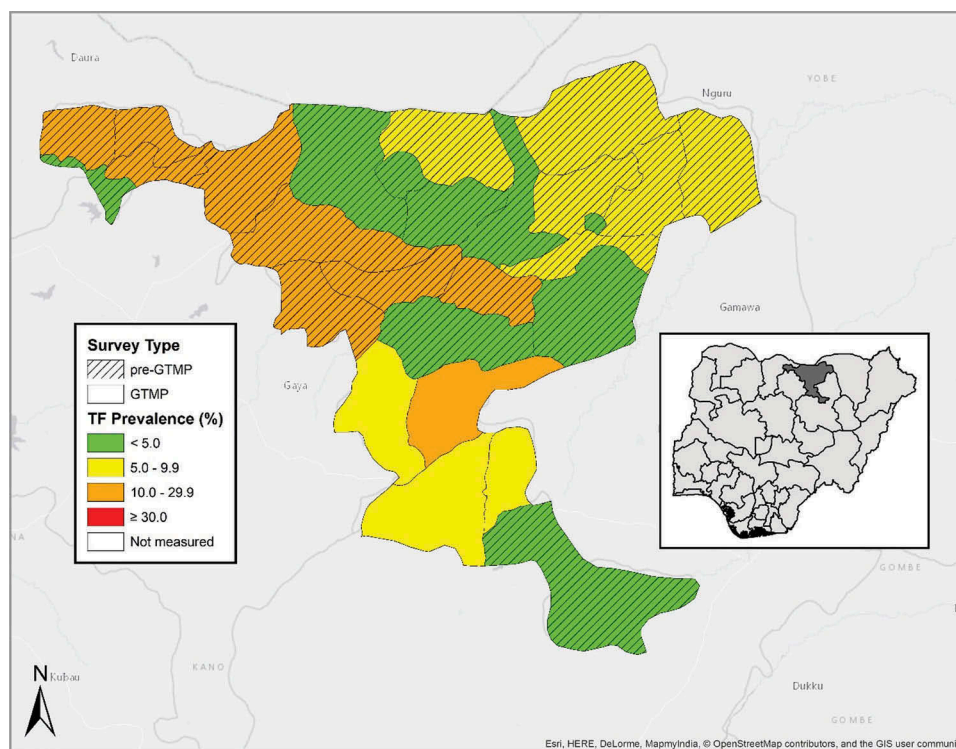 Daura
YOBE
Nguru
Gamawa
Survey Type
pre-GTMP
GTMP
Gaya
TF Prevalence (%)
< 5.0
5.0 - 9.9
10.0 - 29.9
≥ 30.0
Not measured
NA
GOMBE
N
KANO
Kubau
Dukku
GOMBE
Esri, HERE, DeLorme, MapmyIndia, © OpenStreetMap contributors, and the GIS user communi